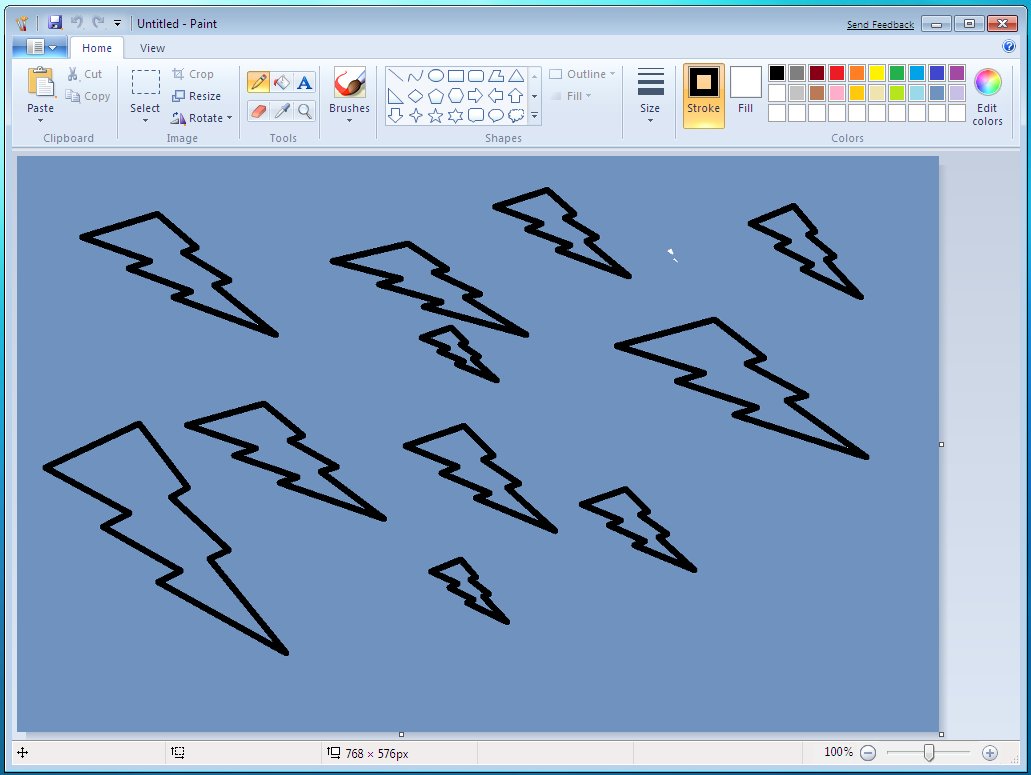 Untitled - Paint
Send Feedback
Home View
Paste
Cut
Copy
Clipboard
Select
Crop
Resize
Rotate
Image
A
Tools
Brushes
Outline
Fill
Shapes
Size
Stroke
Fill
Edit colors
Colors
768 × 576px
100%